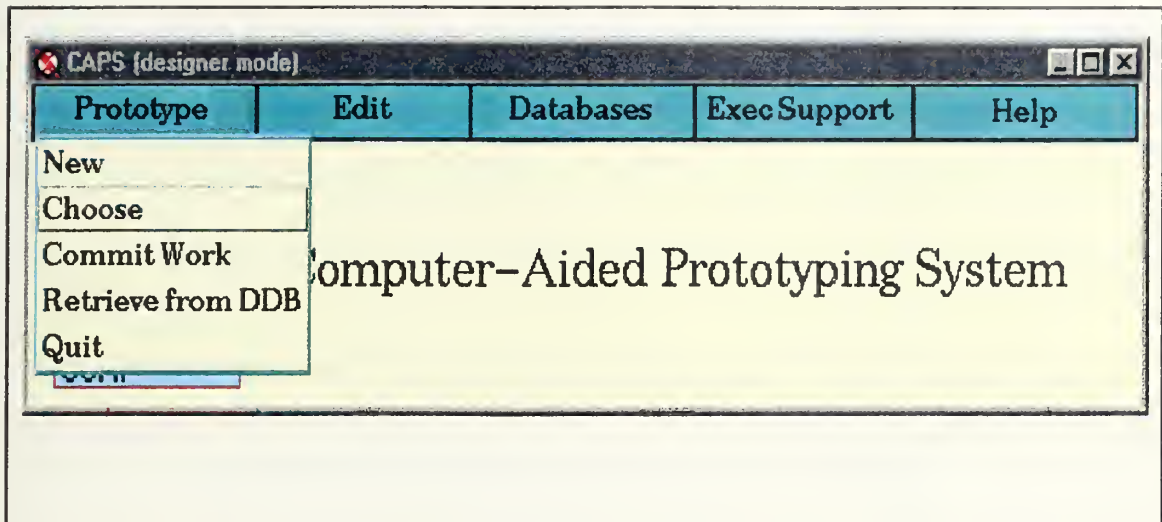 CAPS (designer mode)
Prototype Edit Databases Exec Support Help
New
Choose
Commit Work
Retrieve from DDB
Quit
omputer-Aided Prototyping System